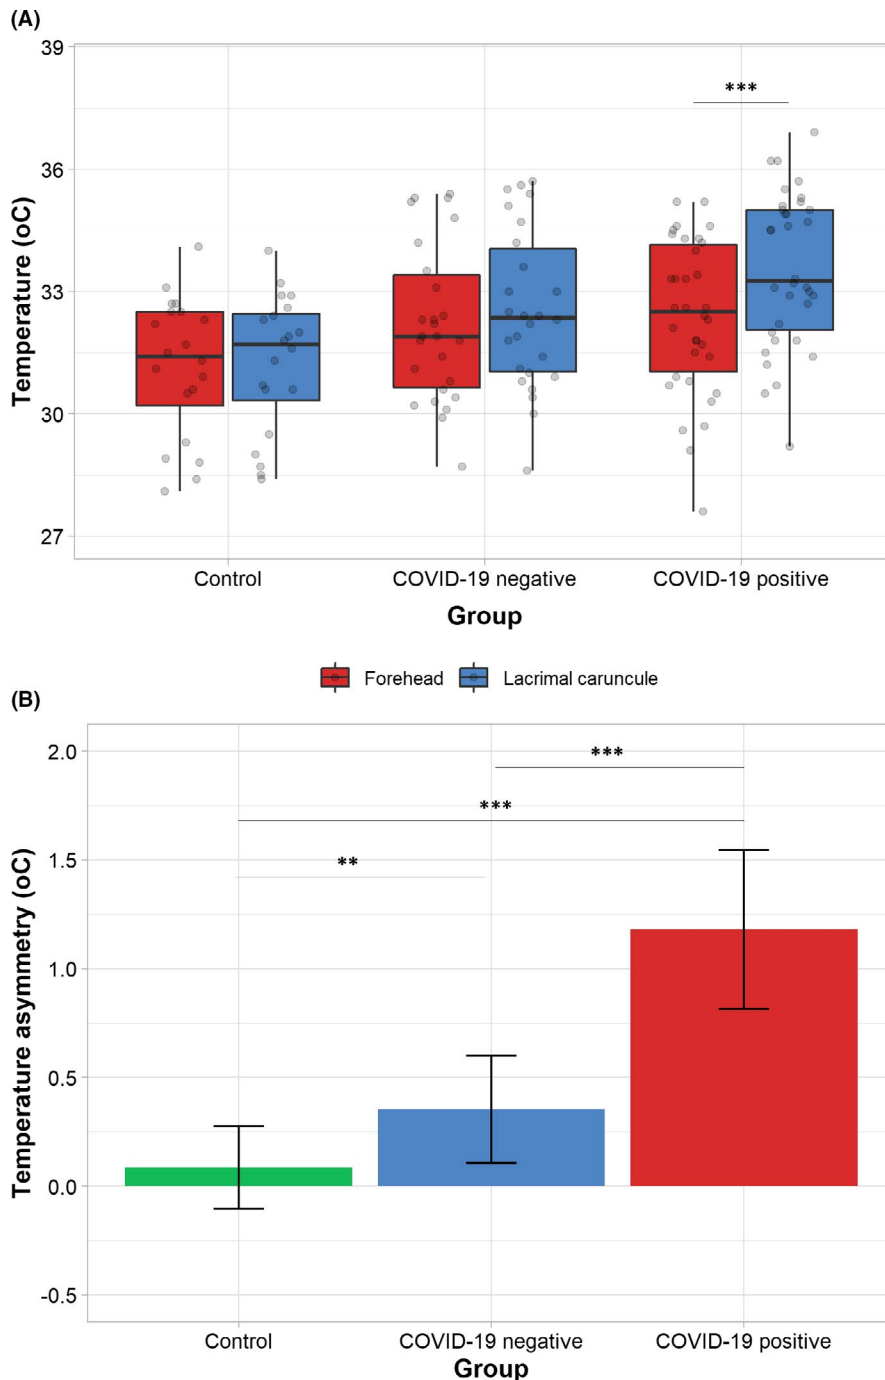 (A)
39
36
33
30
27
Temperature (oC)
***
Control COVID-19 negative COVID-19 positive
Group
Forehead Lacrimal caruncule
(B)
2.0
1.5
1.0
0.5
0.0
-0.5
Temperature asymmetry (oC)
***
***
**
Control COVID-19 negative COVID-19 positive
Group